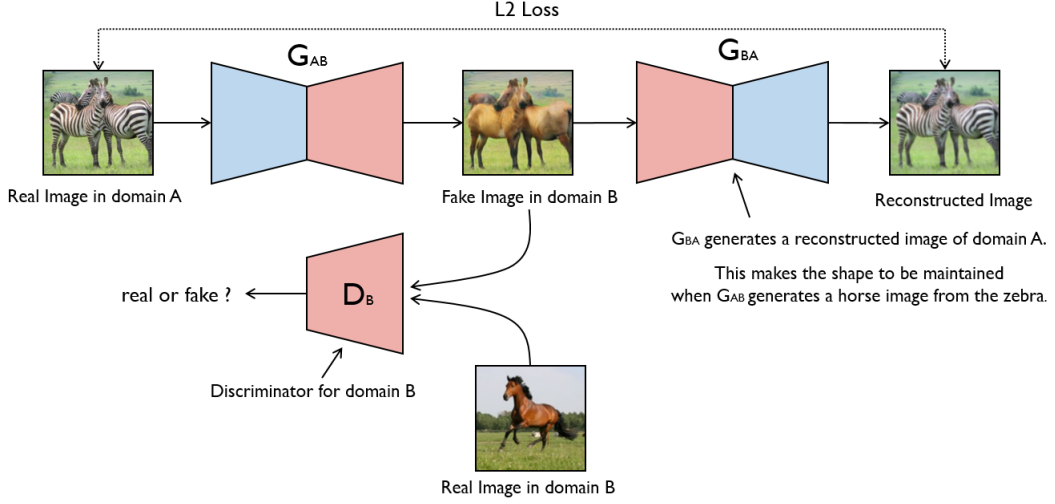 L2 Loss
GAB
GBA
Real Image in domain A
Fake Image in domain B
Reconstructed Image
GBA generates a reconstructed image of domain A.
This makes the shape to be maintained
when GAB generates a horse image from the zebra.
real or fake ?
DB
Discriminator for domain B
Real Image in domain B